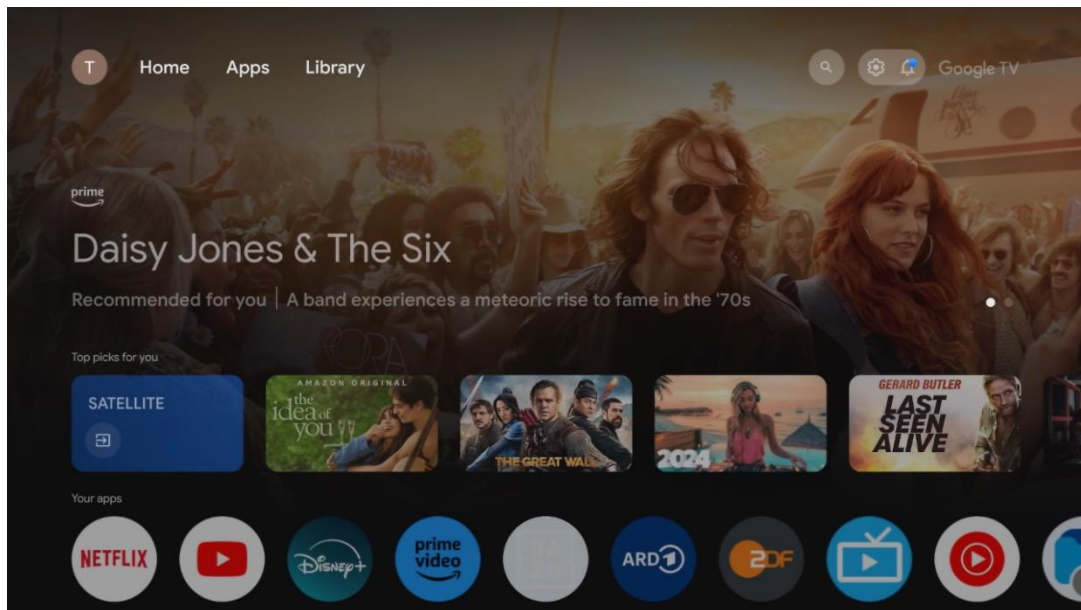 T Home Apps Library Google TV
prime
Daisy Jones & The Six
Recommended for you | A band experiences a meteoric rise to fame in the '70s
Top picks for you
SATELLITE
AMAZON ORIGINAL
the
idea of
you
THE GREAT WALL
2024
GERARD BUTLER
LAST
SEEN
ALIVE
Your apps
NETFLIX
Disney+
prime
video
ARD 1
ZDF